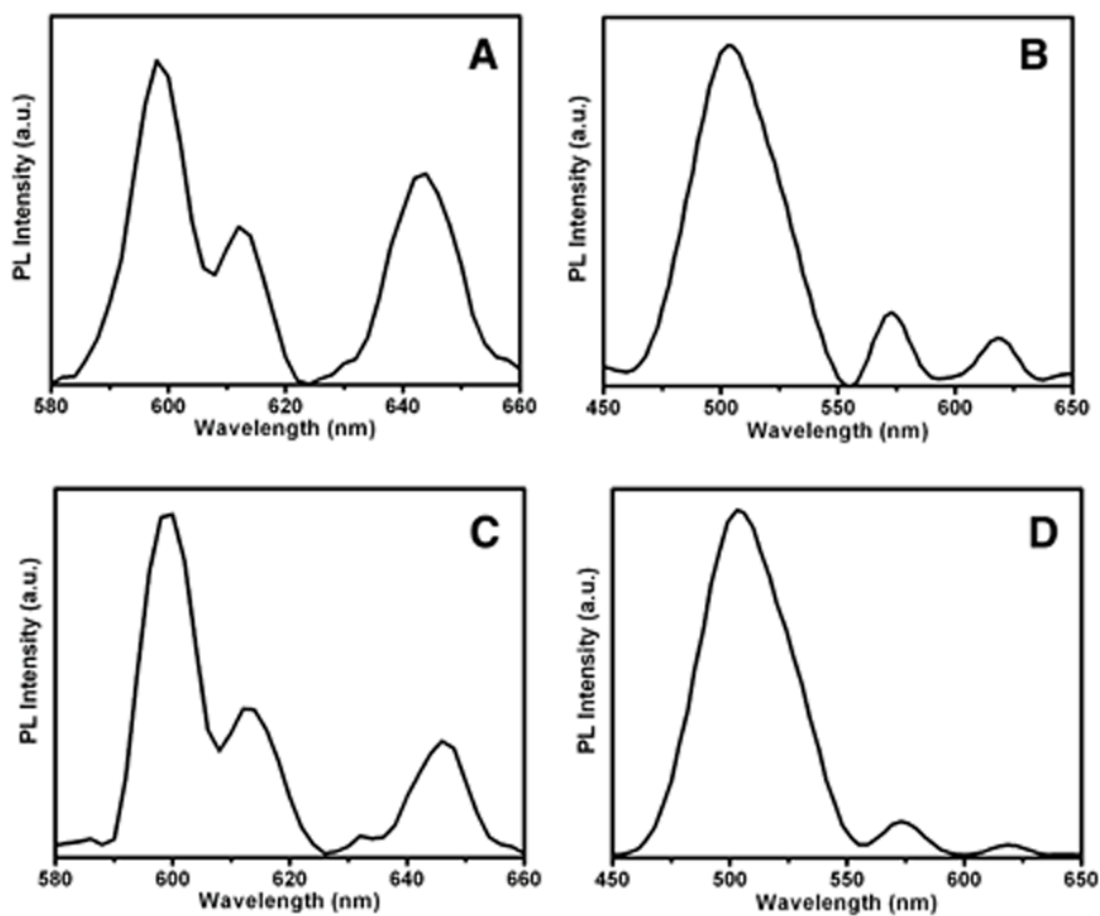 A
PL Intensity (a.u.)
580 600 620 640 660
Wavelength (nm)
B
PL Intensity (a.u.)
450 500 550 600 650
Wavelength (nm)
C
PL Intensity (a.u.)
580 600 620 640 660
Wavelength (nm)
D
PL Intensity (a.u.)
450 500 550 600 650
Wavelength (nm)